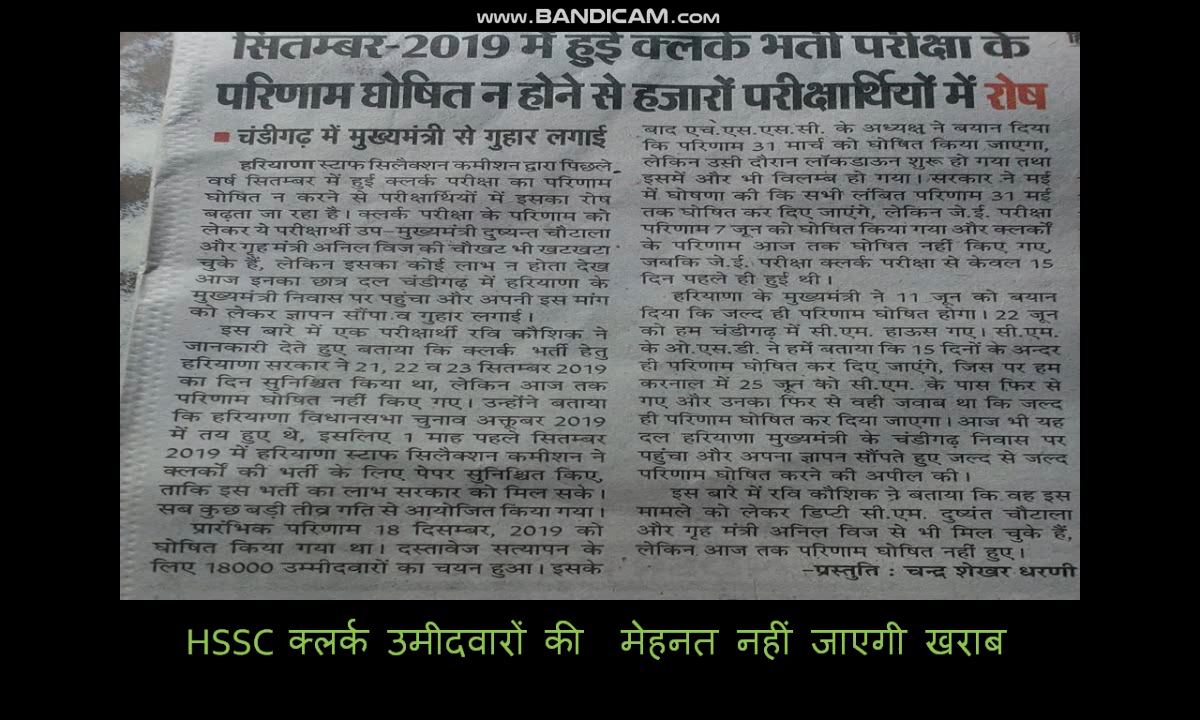 www.BANDICAM.com
सितम्बर-2019 में हुई क्लर्क भर्ती परीक्षा के
परिणाम घोषित न होने से हजारों परीक्षार्थियों में रोष
■ चंडीगढ़ में मुख्यमंत्री से गुहार लगाई
हरियाणा स्टाफ सिलैक्शन कमीशन द्वारा पिछले
वर्ष सितम्बर में हुई क्लर्क परीक्षा का परिणाम
घोषित न करने से परीक्षार्थियों में इसका रोष
बढ़ता जा रहा है। क्लर्क परीक्षा के परिणाम को
लेकर ये परीक्षार्थी उप-मुख्यमंत्री दुष्यन्त चौटाला
और गृह मंत्री अनिल विज की चौखट भी खटखटा
चुके हैं, लेकिन इसका कोई लाभ न होता देख
आज इनका छात्र दल चंडीगढ़ में हरियाणा के
मुख्यमंत्री निवास पर पहुंचा और अपनी इस मांग
को लेकर ज्ञापन सौंपा व गुहार लगाई।
इस बारे में एक परीक्षार्थी रवि कौशिक ने
जानकारी देते हुए बताया कि क्लर्क भर्ती हेतु
हरियाणा सरकार ने 21, 22 व 23 सितम्बर 2019
का दिन सुनिश्चित किया था, लेकिन आज तक
परिणाम घोषित नहीं किए गए। उन्होंने बताया
कि हरियाणा विधानसभा चुनाव अक्तूबर 2019
में तय हुए थे, इसलिए 1 माह पहले सितम्बर
2019 में हरियाणा स्टाफ सिलैक्शन कमीशन ने
क्लर्कों की भर्ती के लिए पेपर सुनिश्चित किए,
ताकि इस भर्ती का लाभ सरकार को मिल सके।
सब कुछ बड़ी तीव्र गति से आयोजित किया गया।
प्रारंभिक परिणाम 18 दिसम्बर, 2019 को
घोषित किया गया था। दस्तावेज सत्यापन के
लिए 18000 उम्मीदवारों का चयन हुआ। इसके
बाद एच.एस.एस.सी. के अध्यक्ष ने बयान दिया
कि परिणाम 31 मार्च को घोषित किया जाएगा,
लेकिन उसी दौरान लॉकडाऊन शुरू हो गया तथा
इसमें और भी विलम्ब हो गया। सरकार ने मई
में घोषणा की कि सभी लंबित परिणाम 31 मई
तक घोषित कर दिए जाएंगे, लेकिन जे.ई. परीक्षा
परिणाम 7 जून को घोषित किया गया और क्लर्कों
के परिणाम आज तक घोषित नहीं किए गए,
जबकि जे.ई. परीक्षा क्लर्क परीक्षा से केवल 15
दिन पहले ही हुई थी।
हरियाणा के मुख्यमंत्री ने 11 जून को बयान
दिया कि जल्द ही परिणाम घोषित होगा। 22 जून
को हम चंडीगढ़ में सी.एम. हाऊस गए। सी.एम.
के ओ.एस.डी. ने हमें बताया कि 15 दिनों के अन्दर
ही परिणाम घोषित कर दिए जाएंगे, जिस पर हम
करनाल में 25 जून को सी.एम. के पास फिर से
गए और उनका फिर से वही जवाब था कि जल्द
ही परिणाम घोषित कर दिया जाएगा। आज भी यह
दल हरियाणा मुख्यमंत्री के चंडीगढ़ निवास पर
पहुंचा और अपना ज्ञापन सौंपते हुए जल्द से जल्द
परिणाम घोषित करने की अपील की।
इस बारे में रवि कौशिक ने बताया कि वह इस
मामले को लेकर डिप्टी सी.एम. दुष्यंत चौटाला
और गृह मंत्री अनिल विज से भी मिल चुके हैं,
लेकिन आज तक परिणाम घोषित नहीं हुए।
-प्रस्तुति : चन्द्र शेखर धरणी
HSSC क्लर्क उमीदवारों की मेहनत नहीं जाएगी खराब